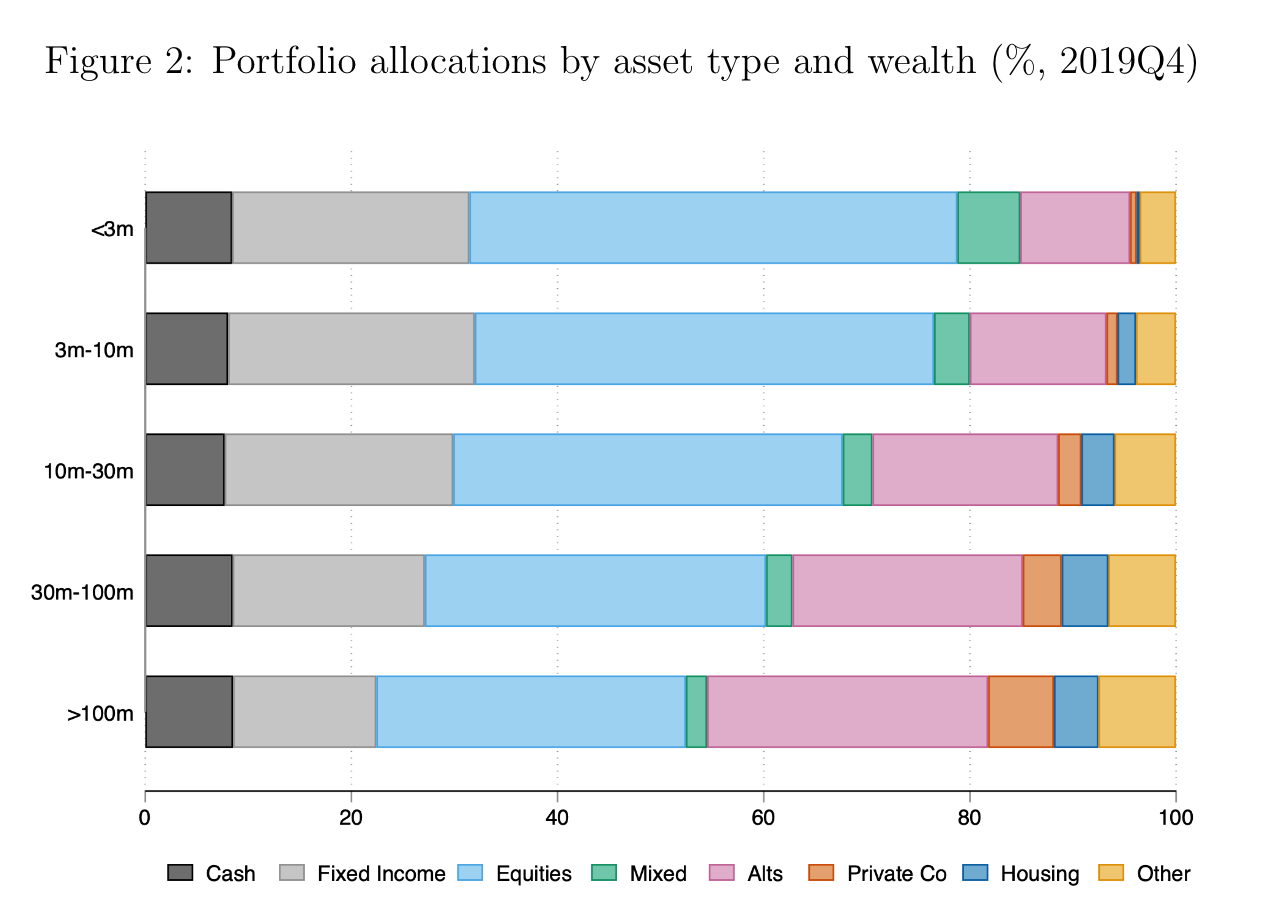 Figure 2: Portfolio allocations by asset type and wealth (%, 2019Q4)
<3m
3m-10m
10m-30m
30m-100m
>100m
0 20 40 60 80 100
Cash Fixed Income Equities Mixed Alts Private Co Housing Other